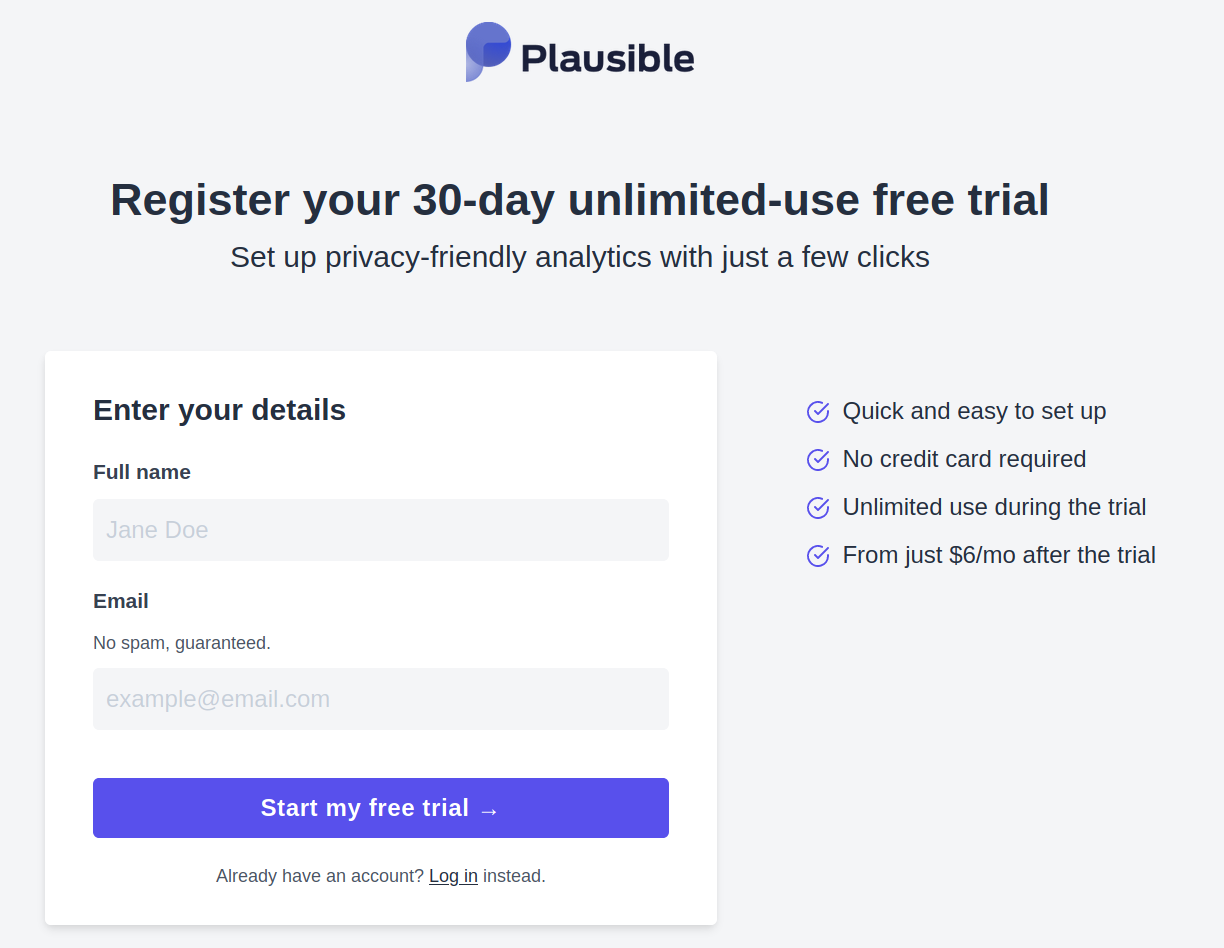 Plausible
Register your 30-day unlimited-use free trial
Set up privacy-friendly analytics with just a few clicks
Enter your details
Full name
Jane Doe
Email
No spam, guaranteed.
example@email.com
Start my free trial →
Already have an account? Log in instead.
Quick and easy to set up
No credit card required
Unlimited use during the trial
From just $6/mo after the trial